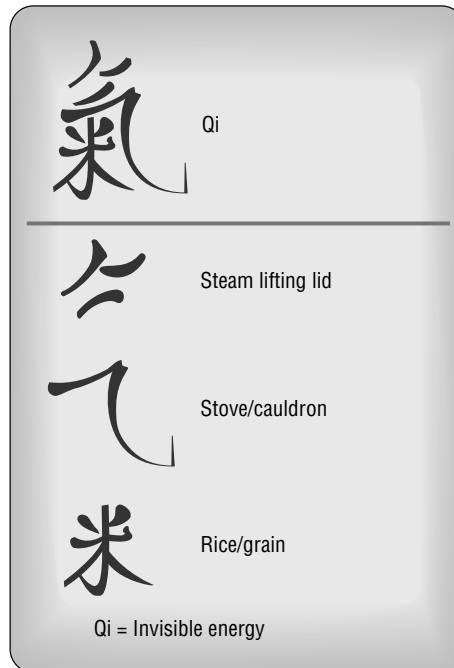 氣 Qi
Steam lifting lid
Stove/cauldron
米 Rice/grain
Qi = Invisible energy